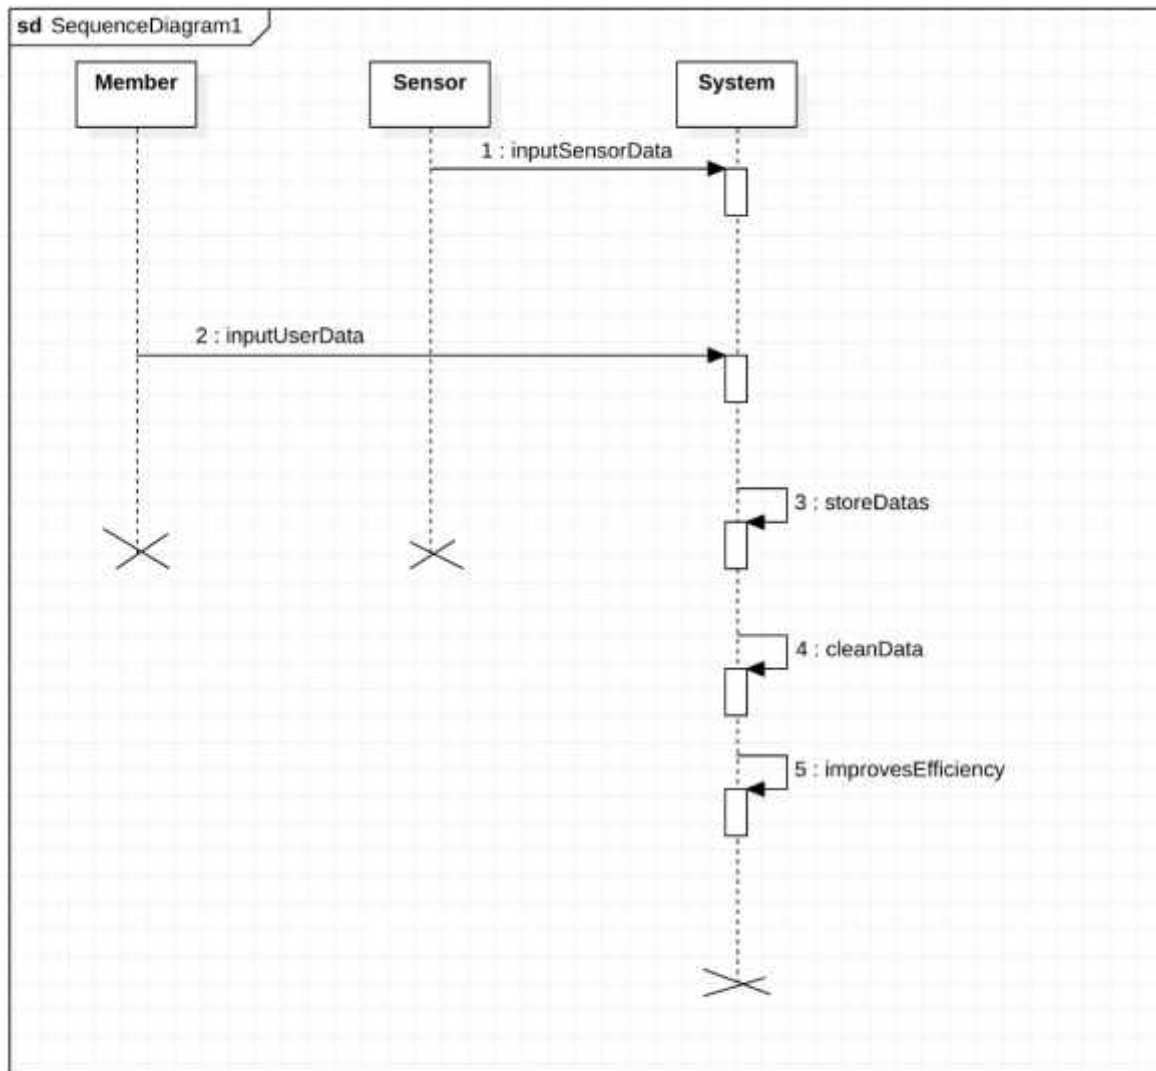 sd SequenceDiagram1
Member Sensor System
1 : inputSensorData
2 : inputUserData
3 : storeDatas
4 : cleanData
5 : improvesEfficiency